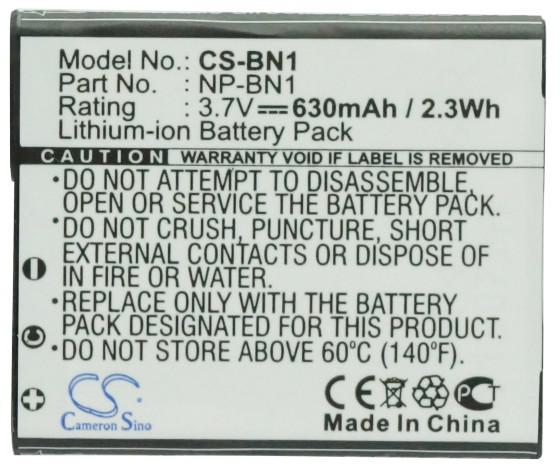 Model No.: CS-BN1
Part No. : NP-BN1
Rating : 3.7V 630mAh / 2.3Wh
Lithium-ion Battery Pack
CAUTION WARRANTY VOID IF LABEL IS REMOVED
•DO NOT ATTEMPT TO DISASSEMBLE,
OPEN OR SERVICE THE BATTERY PACK.
•DO NOT CRUSH, PUNCTURE, SHORT
EXTERNAL CONTACTS OR DISPOSE OF
IN FIRE OR WATER.
•REPLACE ONLY WITH THE BATTERY
PACK DESIGNATED FOR EQUIPMENT.
•DO NOT STORE ABOVE 60°C (140°F).
CS
Cameron Sino
CE PCT
MADE IN CHINA